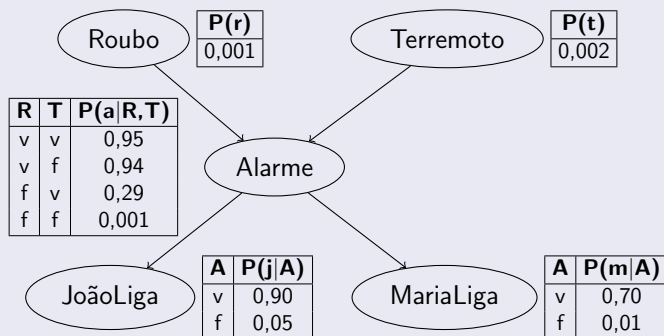 Roubo
P(r)
0,001
Terremoto
P(t)
0,002
R T P(a|R,T)
v v 0,95
v f 0,94
f v 0,29
f f 0,001
Alarme
JoãoLiga
A P(j|A)
v 0,90
f 0,05
MariaLiga
A P(m|A)
v 0,70
f 0,01